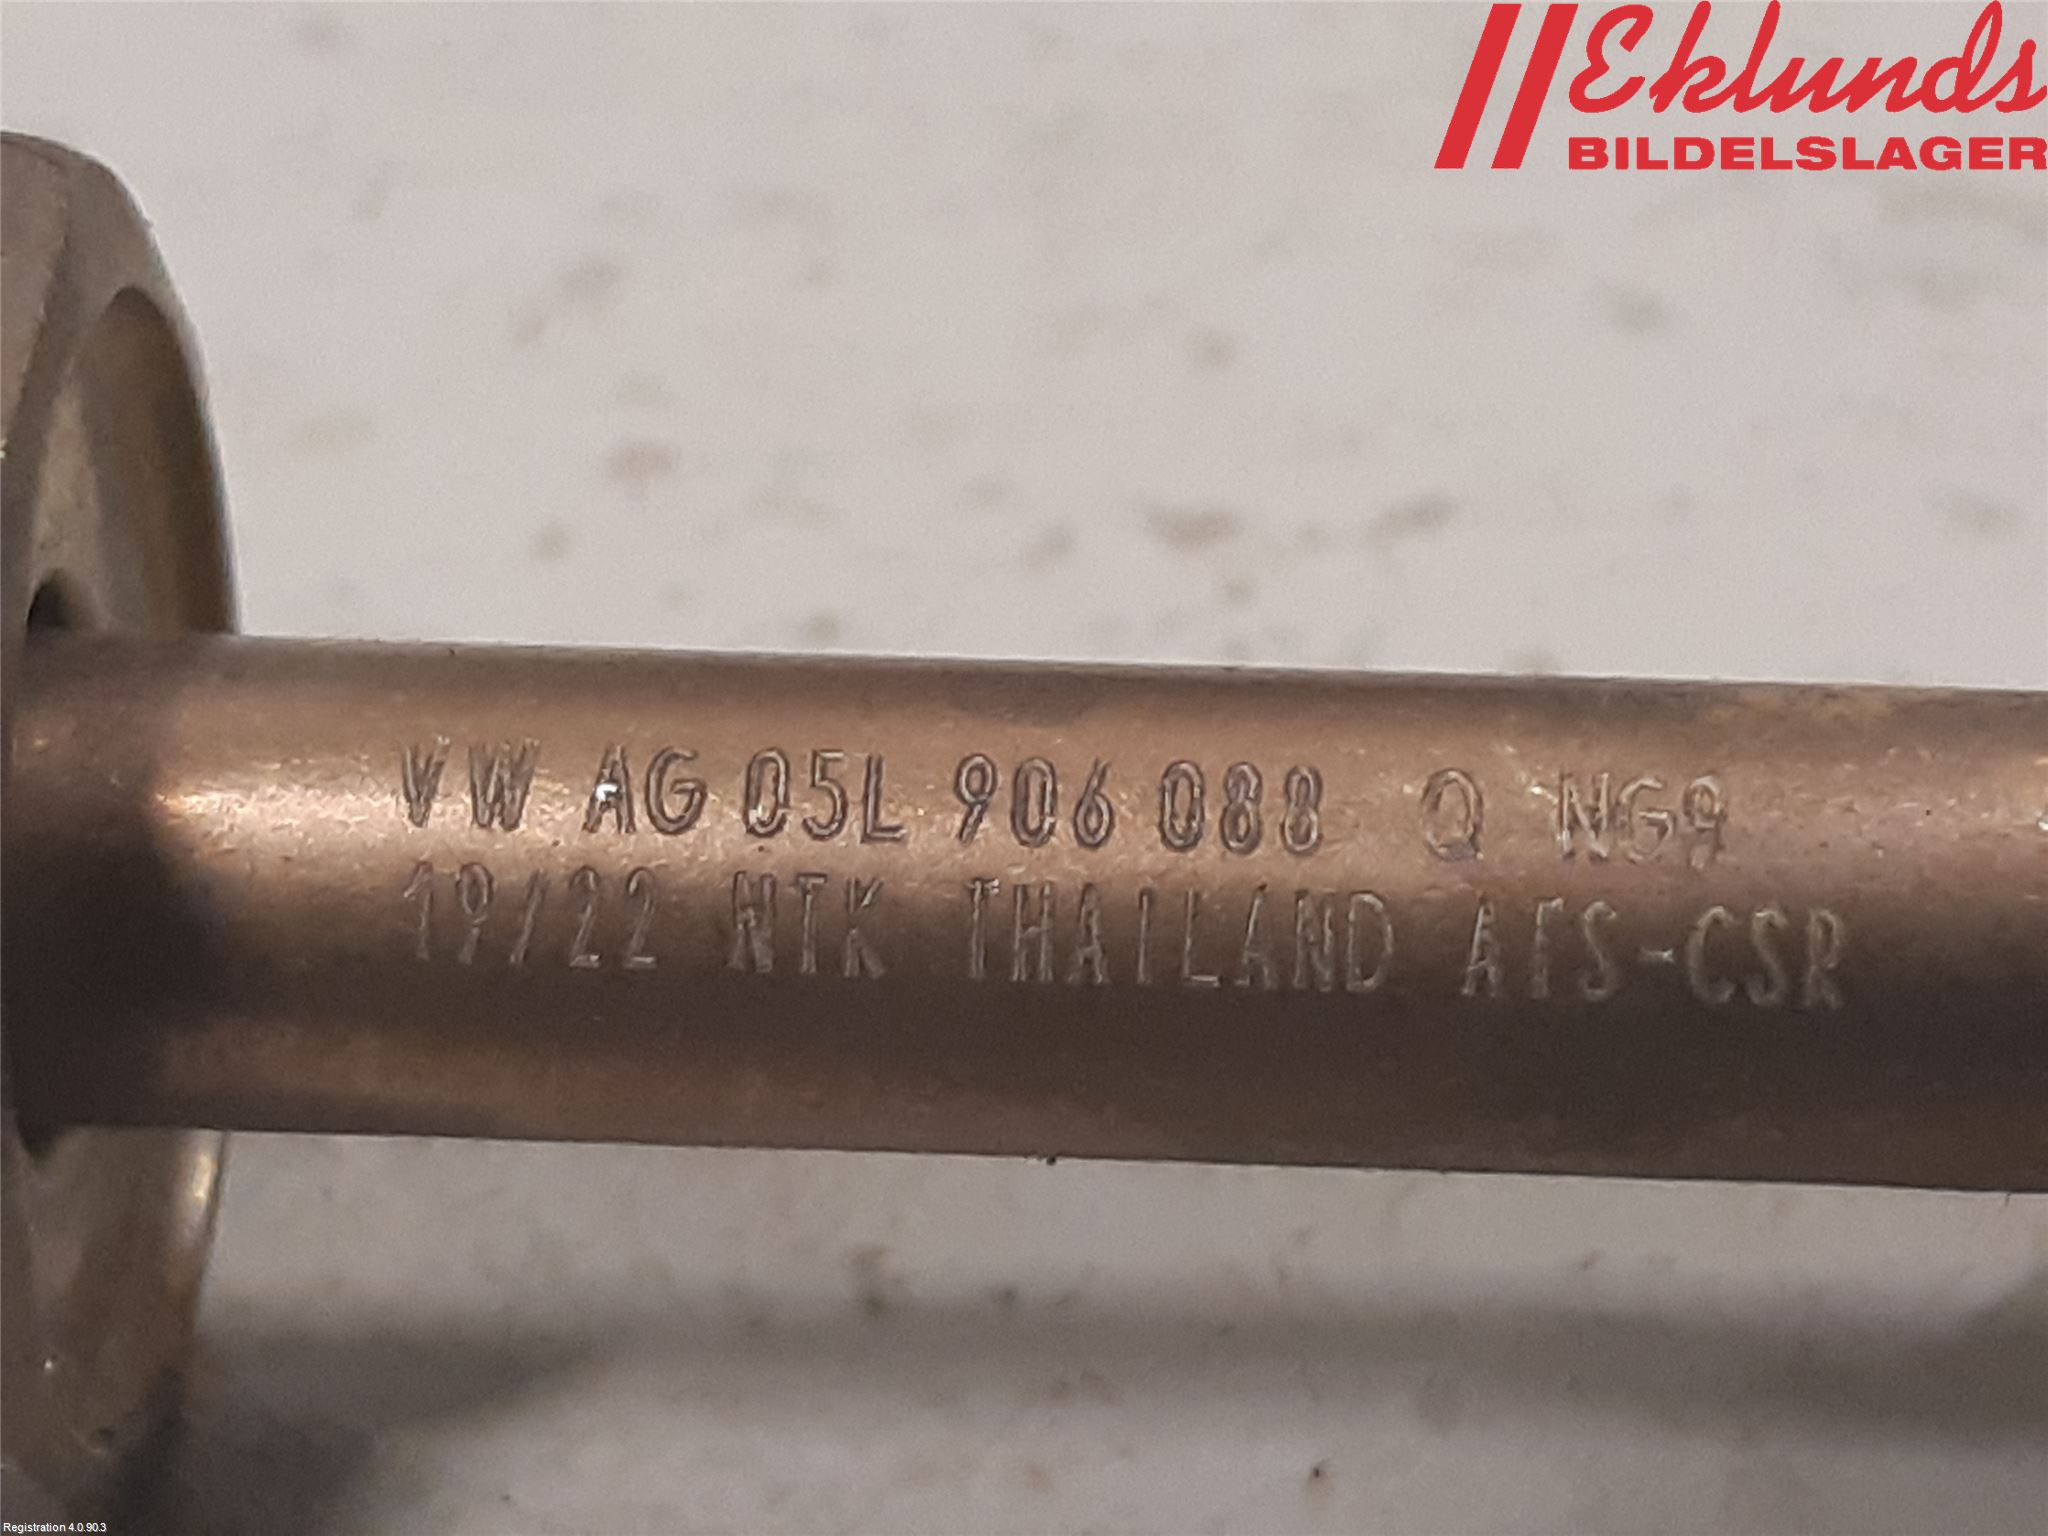 Eklunds
BILDELSLAGER
VW AG 05L 906 088 Q NG9
19/22 NTK THAILAND AFS-CSR
Registration 4.0.90.3